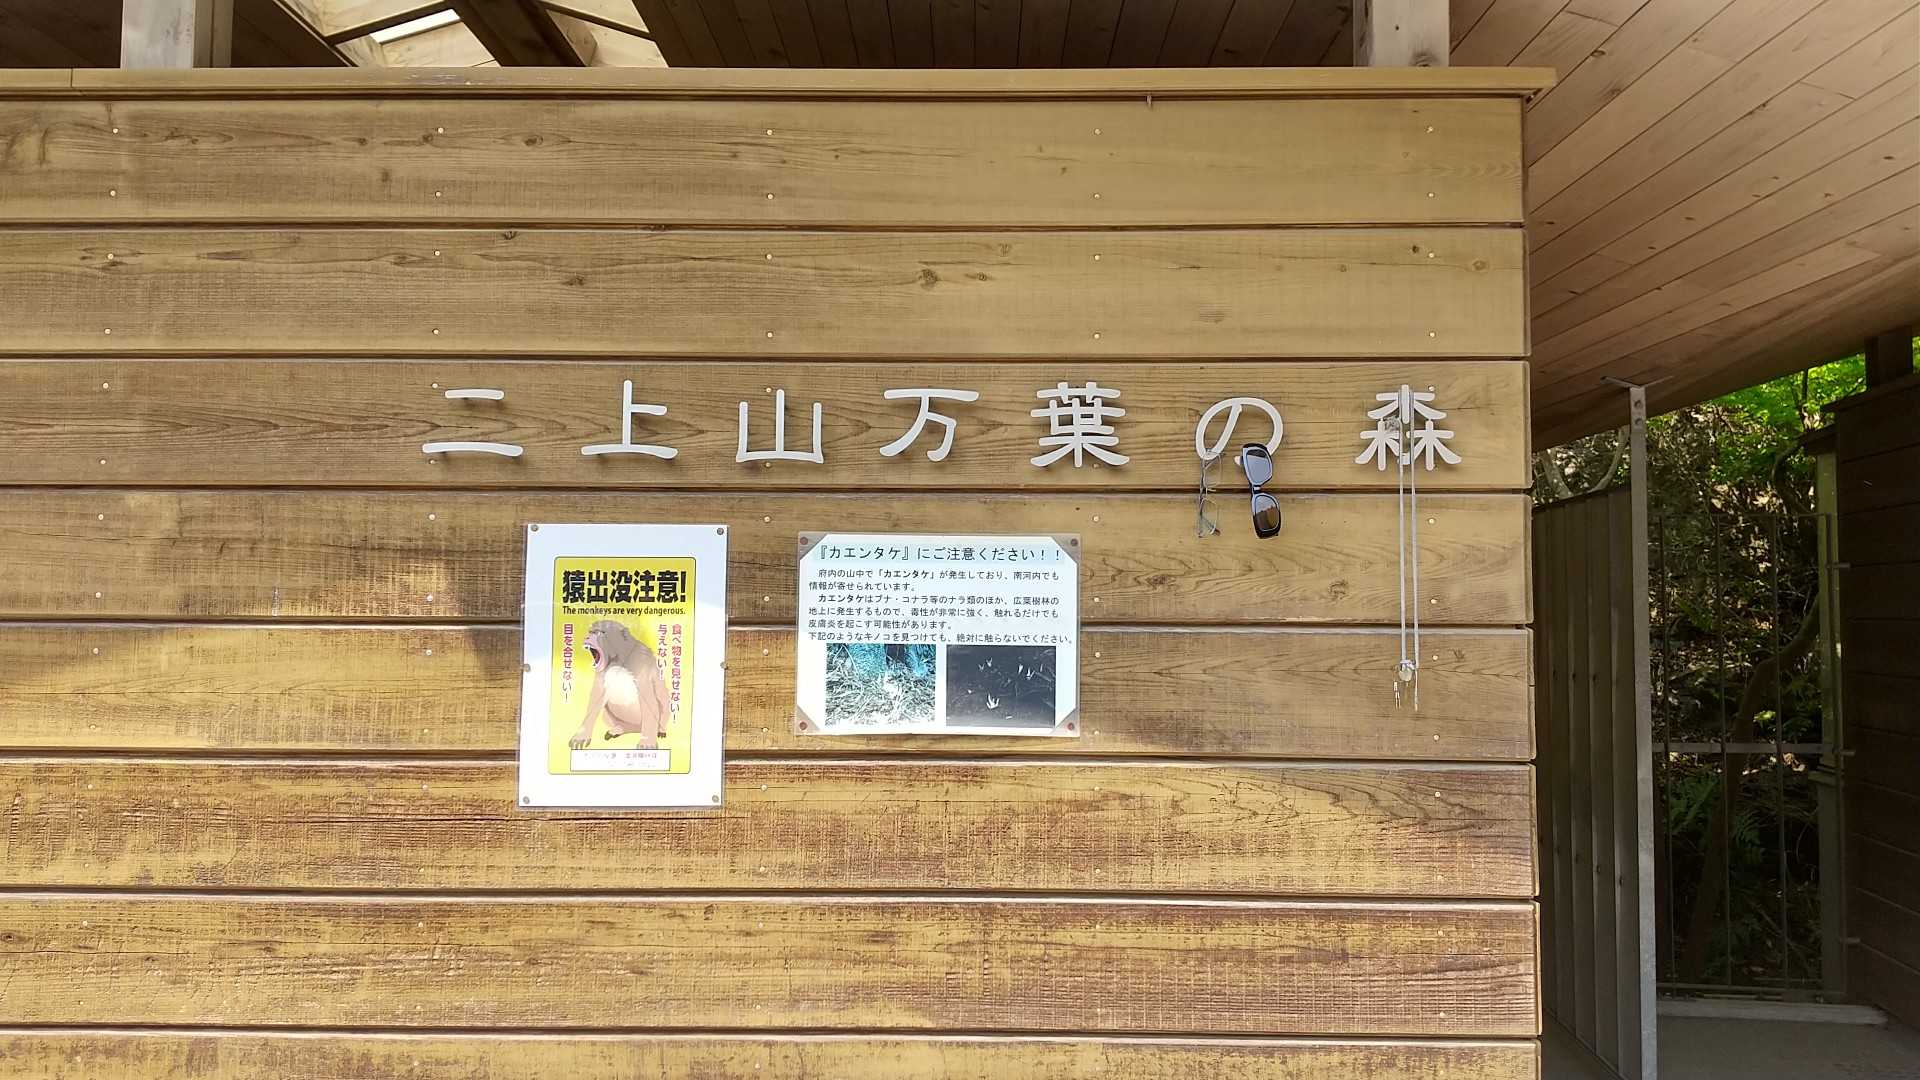 二上山万葉の森
猿出没注意!
The monkeys are very dangerous.
食べ物を見せない!
与えない!
目を合せない!
『カエンタケ』にご注意ください！！
府内の山中で「カエンタケ」が発生しており、南河内でも
情報が寄せられています。
カエンタケはブナ・コナラ等のナラ類のほか、広葉樹林の
地上に発生するもので、毒性が非常に強く、触れるだけでも
皮膚炎を起こす可能性があります。
下記のようなキノコを見つけても、絶対に触らないでください。